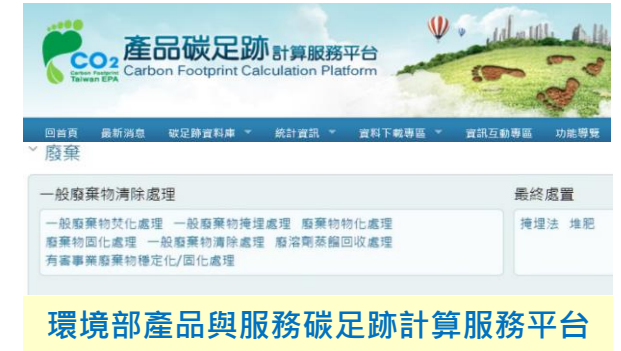 CO2
Carbon Footprint
Taiwan EPA
產品碳足跡計算服務平台
Carbon Footprint Calculation Platform
回首頁 最新消息 碳足跡資料庫 統計資訊 資料下載專區 資訊互動專區 功能導覽
廢棄
一般廢棄物清除處理
一般廢棄物焚化處理 一般廢棄物掩埋處理 廢棄物物化處理
廢棄物固化處理 一般廢棄物清除處理 廢溶劑蒸餾回收處理
有害事業廢棄物穩定化/固化處理
最終處置
掩埋法 堆肥
環境部產品與服務碳足跡計算服務平台